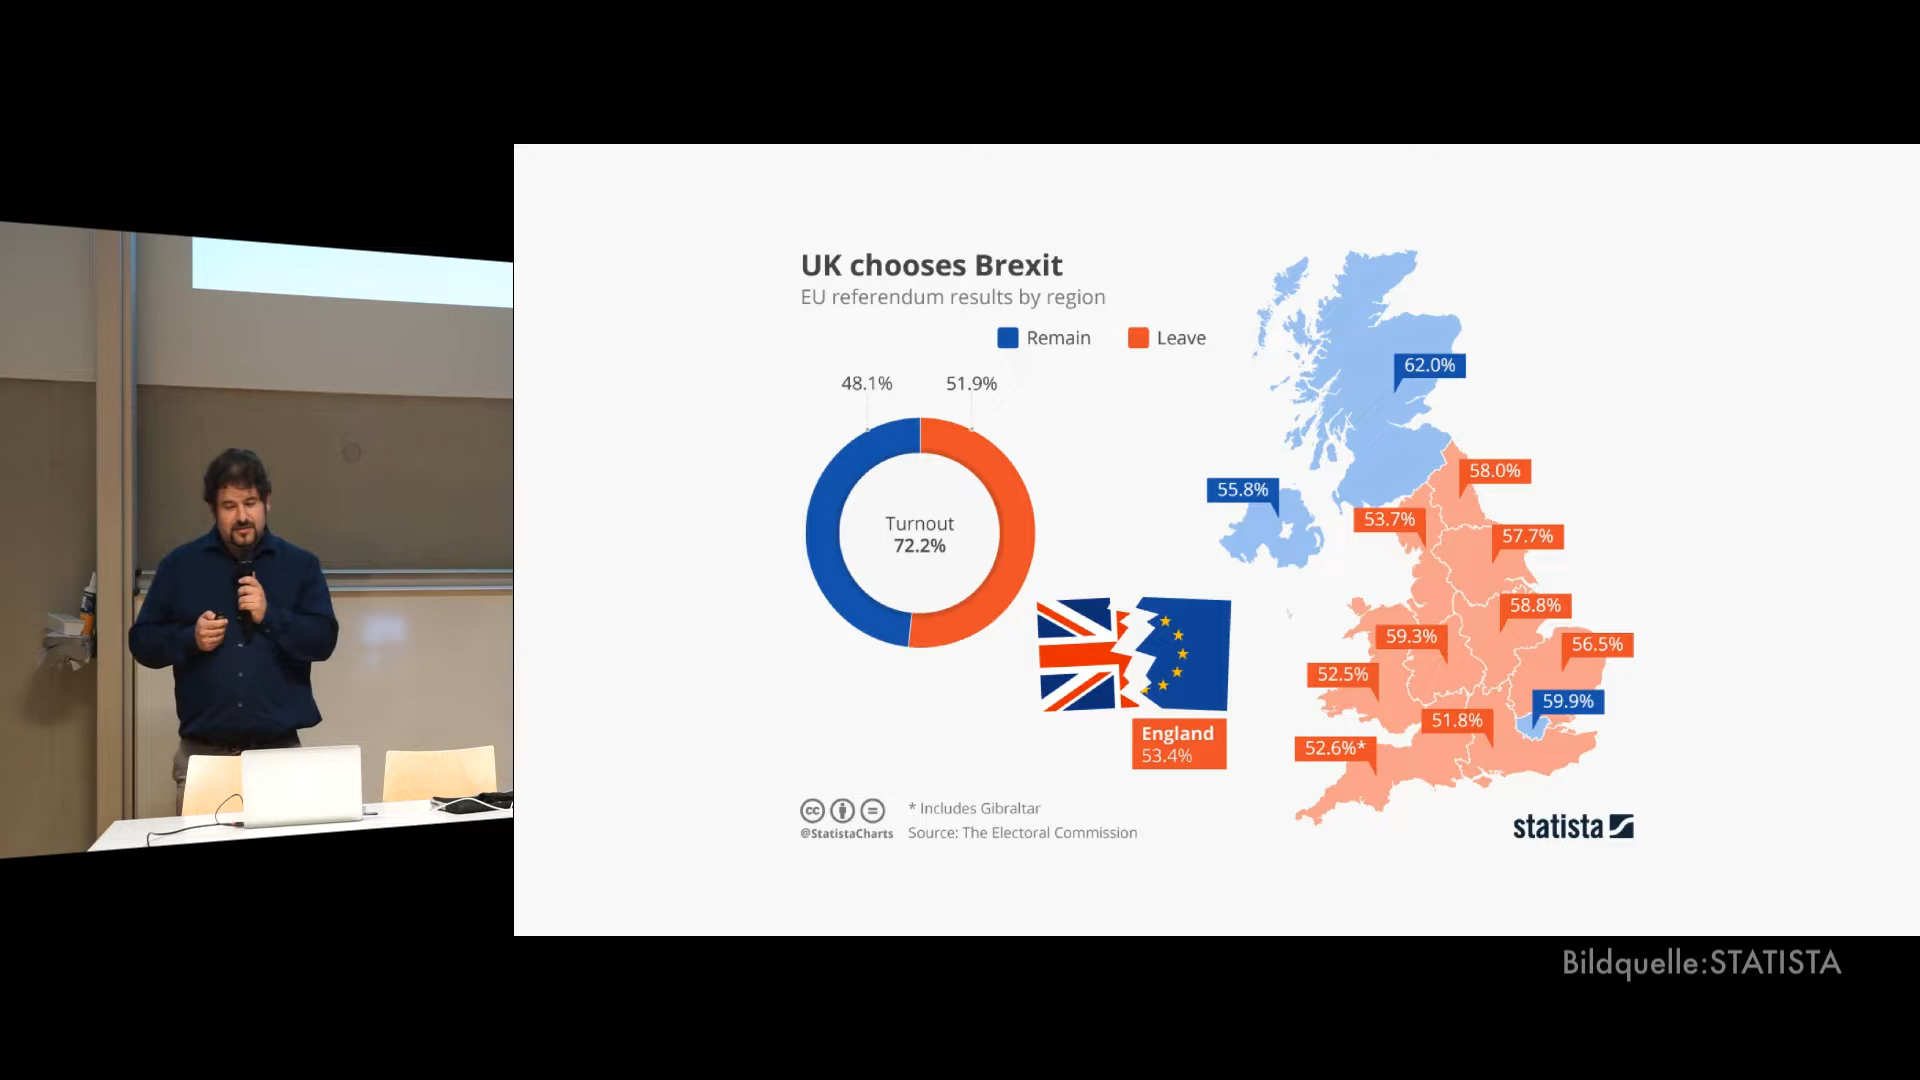 UK chooses Brexit
EU referendum results by region
Remain
Leave
48.1%
51.9%
Turnout
72.2%
62.0%
58.0%
55.8%
53.7%
57.7%
58.8%
59.3%
56.5%
52.5%
59.9%
51.8%
52.6%*
England
53.4%
* Includes Gibraltar
@StatistaCharts
Source: The Electoral Commission
statista
Bildquelle:STATISTA